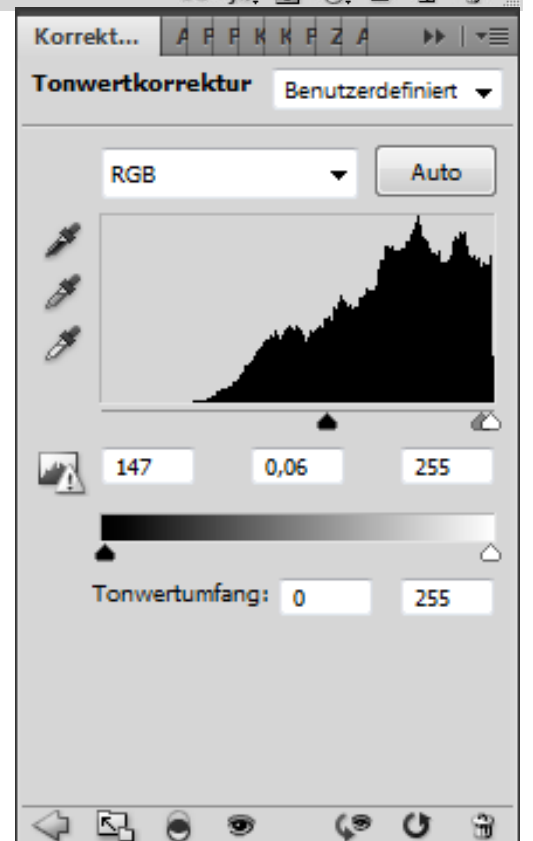 Korrekt... A F F K K F Z A
Tonwertkorrektur Benutzerdefiniert
RGB Auto
147 0,06 255
Tonwertumfang: 0 255